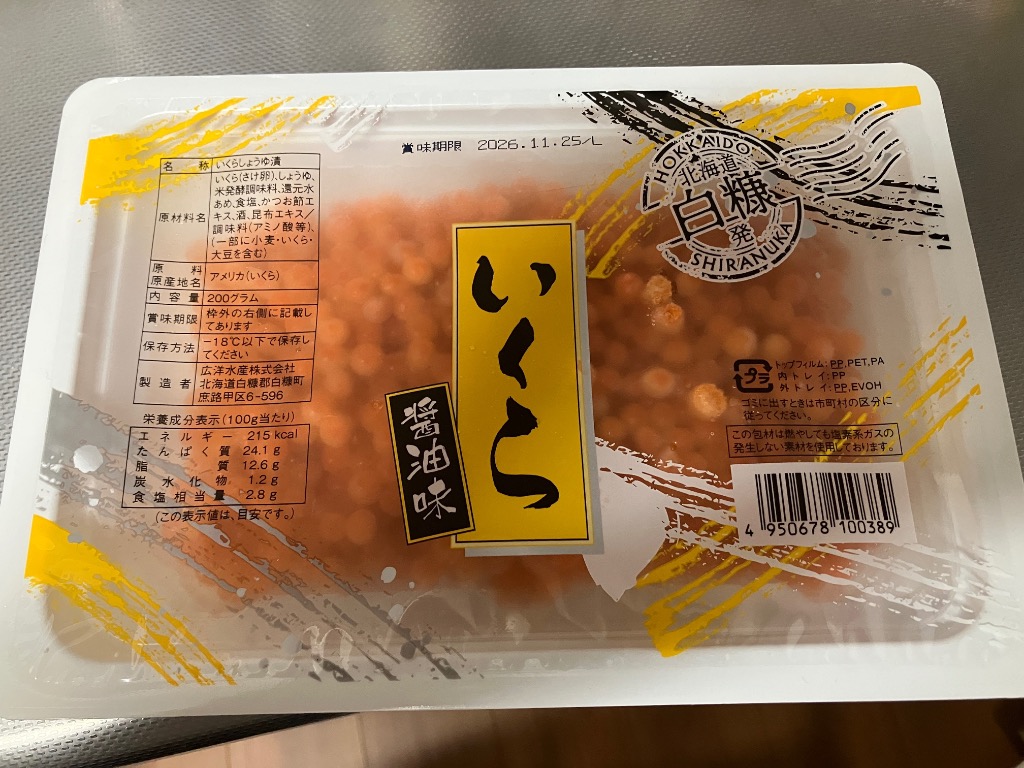 賞味期限 2026.11.25/L
名称 いくらしょうゆ漬
原材料名 いくら(さけ卵)、しょうゆ、
米発酵調味料、還元水
あめ、食塩、かつお節エ
キス、酒、昆布エキス/
調味料(アミノ酸等)、
(一部に小麦・いくら・
大豆を含む)
原料原産地名 アメリカ(いくら)
内容量 200グラム
賞味期限 枠外の右側に記載し
てあります
保存方法 -18℃以下で保存し
てください
製造者 広洋水産株式会社
北海道白糠郡白糠町
庶路甲区6-596
栄養成分表示(100g当たり)
エネルギー 215kcal
たんぱく質 24.1g
脂質 12.6g
炭水化物 1.2g
食塩相当量 2.8g
(この表示値は、目安です。)
いくら
醤油味
HOKKAIDO
北海道
白糠
発
SHIRANUKA
プラ
トップフィルム:PP,PET,PA
内トレイ:PP
外トレイ:PP,EVOH
ゴミに出すときは市町村の区分に
従ってください。
この包材は燃やしても塩素系ガスの
発生しない素材を使用しております。
4 950678 100389